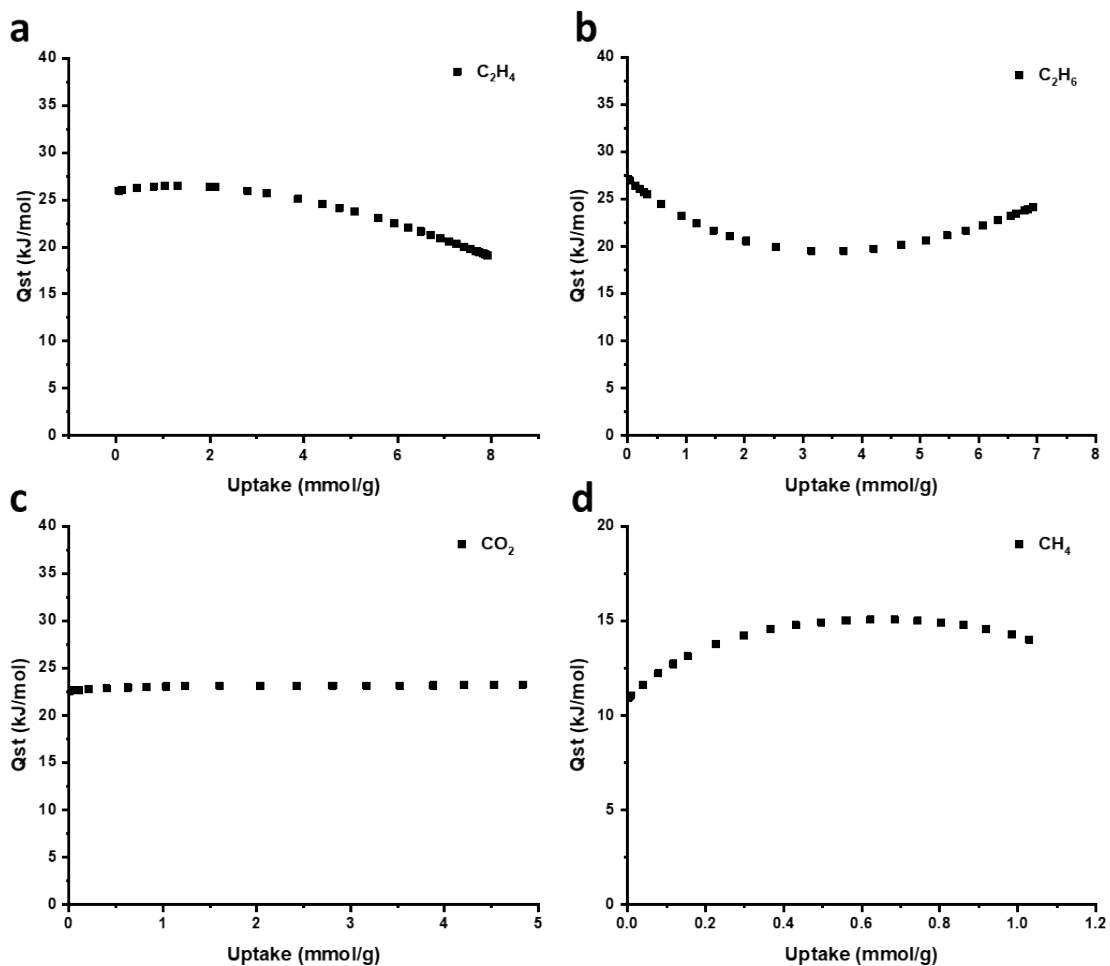 a
C₂H₄
Qst (kJ/mol)
40
35
30
25
20
15
10
5
0
0 2 4 6 8
Uptake (mmol/g)
b
C₂H₆
Qst (kJ/mol)
40
35
30
25
20
15
10
5
0
0 1 2 3 4 5 6 7 8
Uptake (mmol/g)
c
CO₂
Qst (kJ/mol)
40
35
30
25
20
15
10
5
0
0 1 2 3 4 5
Uptake (mmol/g)
d
CH₄
Qst (kJ/mol)
20
15
10
5
0
0.0 0.2 0.4 0.6 0.8 1.0 1.2
Uptake (mmol/g)